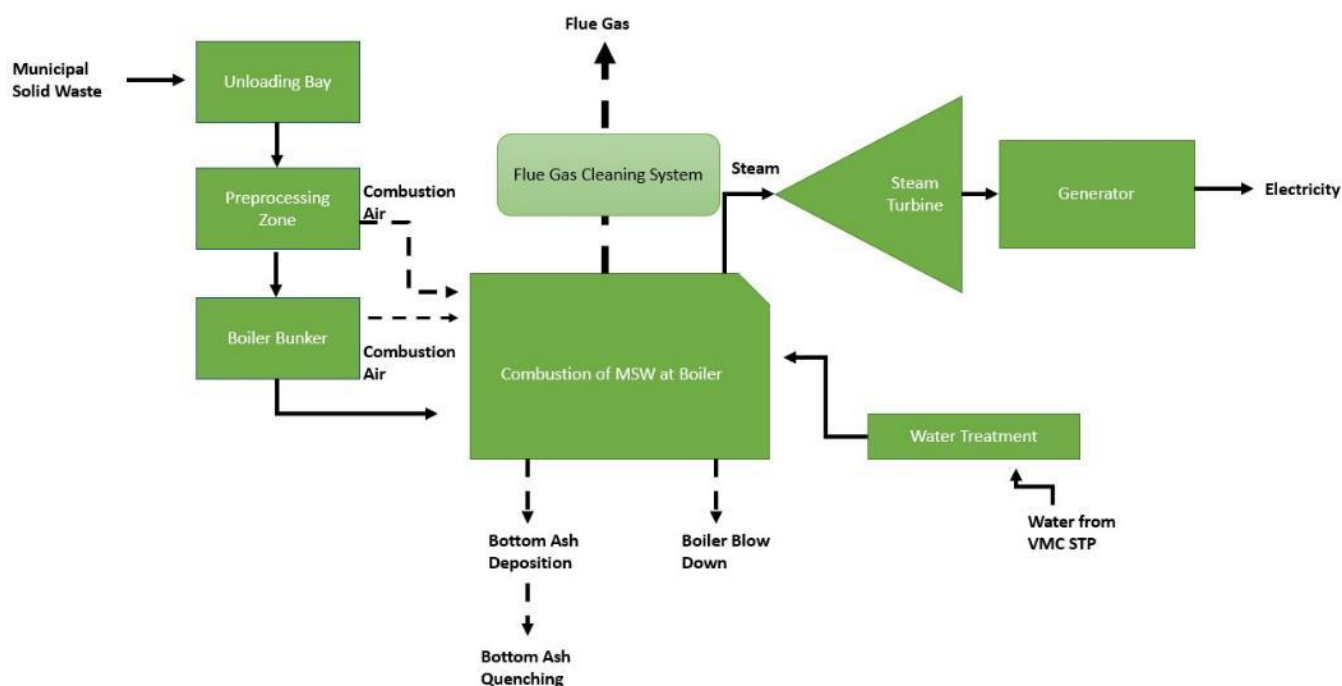 Flue Gas
Municipal
Solid Waste
Unloading Bay
Preprocessing
Zone
Combustion
Air
Flue Gas Cleaning System
Steam
Steam
Turbine
Generator
Electricity
Boiler Bunker
Combustion
Air
Combustion of MSW at Boiler
Water Treatment
Water from
VMC STP
Bottom Ash
Deposition
Boiler Blow
Down
Bottom Ash
Quenching